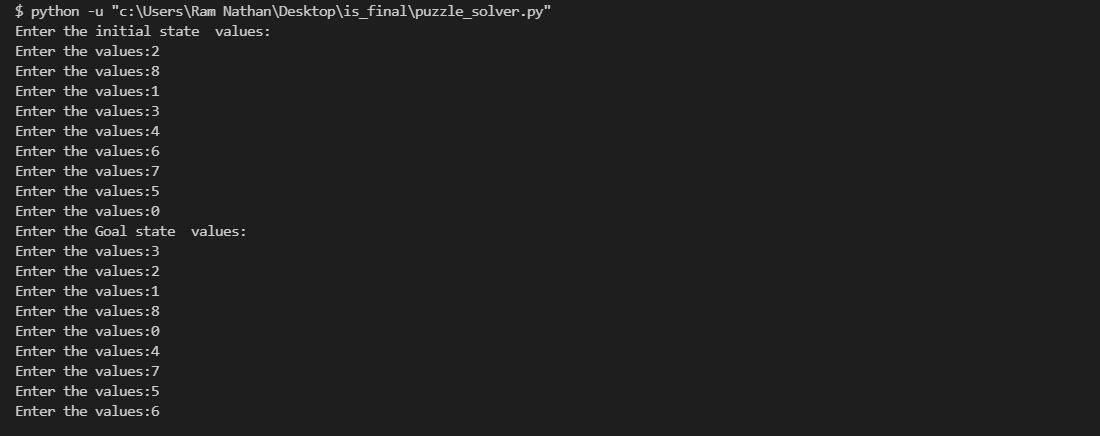 $ python -u "c:\Users\Ram Nathan\Desktop\is_final\puzzle_solver.py"
Enter the initial state  values:
Enter the values:2
Enter the values:8
Enter the values:1
Enter the values:3
Enter the values:4
Enter the values:6
Enter the values:7
Enter the values:5
Enter the values:0
Enter the Goal state  values:
Enter the values:3
Enter the values:2
Enter the values:1
Enter the values:8
Enter the values:0
Enter the values:4
Enter the values:7
Enter the values:5
Enter the values:6